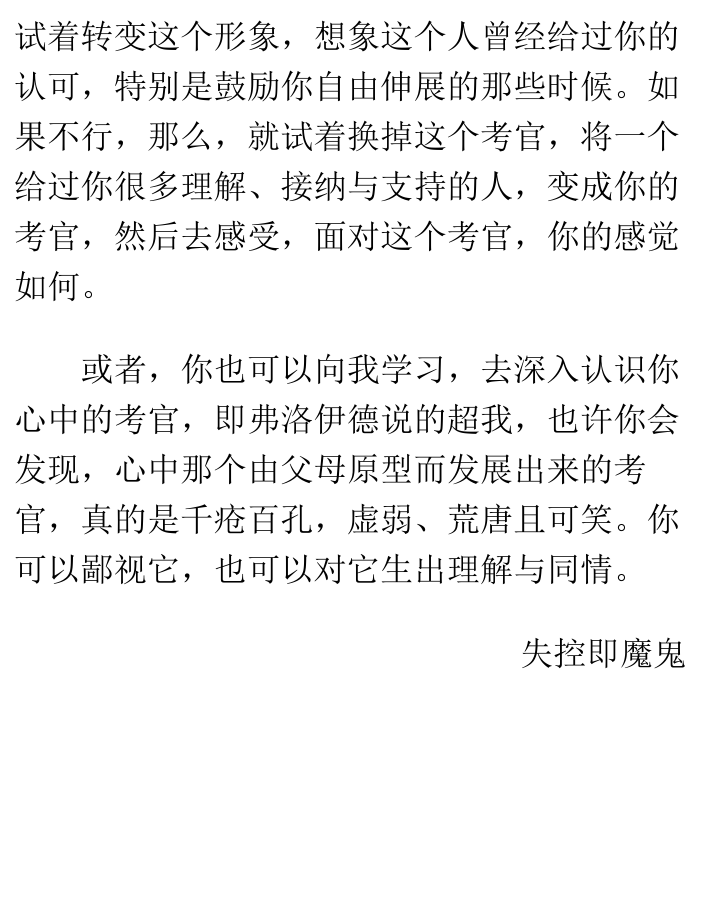 试着转变这个形象，想象这个人曾经给过你的
认可，特别是鼓励你自由伸展的那些时候。如
果不行，那么，就试着换掉这个考官，将一个
给过你很多理解、接纳与支持的人，变成你的
考官，然后去感受，面对这个考官，你的感觉
如何。
或者，你也可以向我学习，去深入认识你
心中的考官，即弗洛伊德说的超我，也许你会
发现，心中那个由父母原型而发展出来的考
官，真的是千疮百孔，虚弱、荒唐且可笑。你
可以鄙视它，也可以对它生出理解与同情。
失控即魔鬼